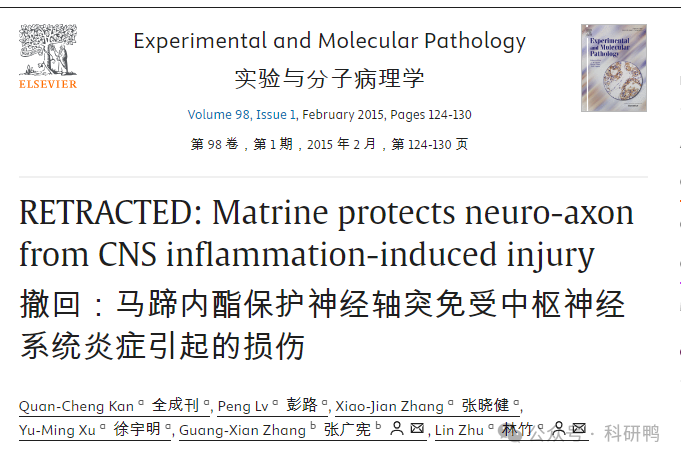 Experimental and Molecular Pathology
实验与分子病理学
ELSEVIER
Experimental and Molecular Pathology
Volume 98, Issue 1, February 2015, Pages 124-130
第 98 卷，第 1 期，2015 年 2 月，第 124-130 页
RETRACTED: Matrine protects neuro-axon
from CNS inflammation-induced injury
撤回：马蹄内酯保护神经轴突免受中枢神经
系统炎症引起的损伤
Quan-Cheng Kan a 全成刊 a, Peng Lv a 彭路 a, Xiao-Jian Zhang a 张晓健 a,
Yu-Ming Xu a 徐宇明 a, Guang-Xian Zhang b 张广宪 b, Lin Zhu a 林竹 a
公众号 · 科研鸭